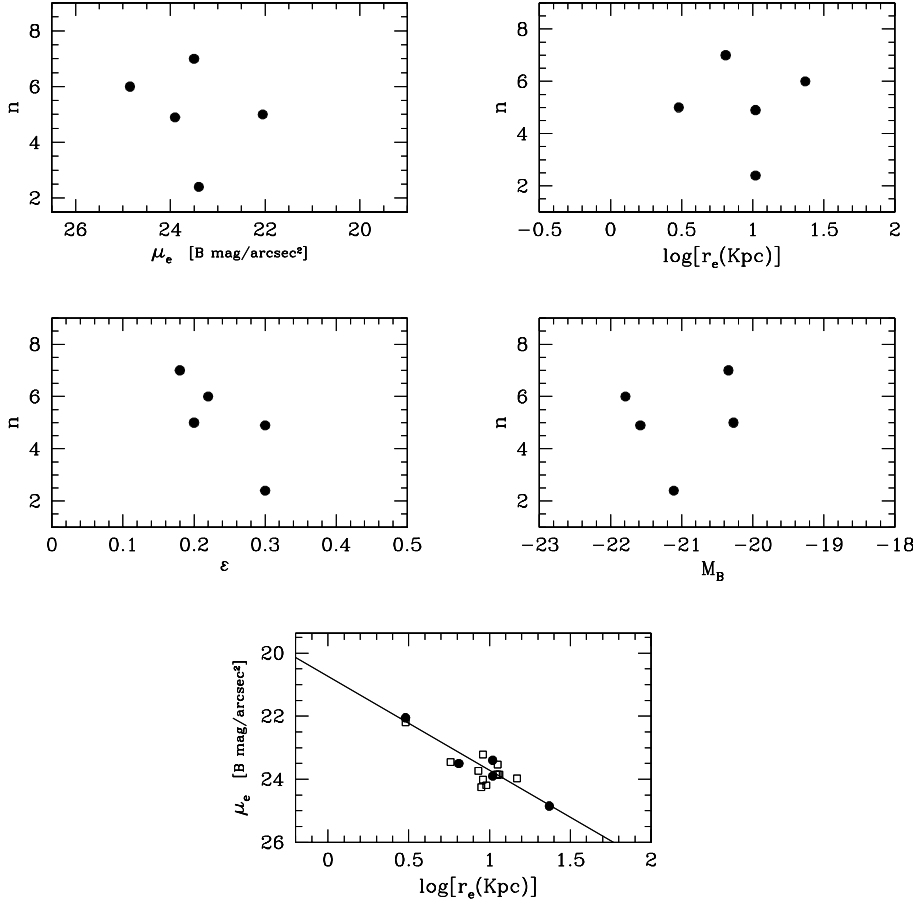 8
6
4
2
n
26 24 22 20
μe [B mag/arcsec²]
8
6
4
2
n
-0.5 0 0.5 1 1.5 2
log[re(Kpc)]
8
6
4
2
n
0 0.1 0.2 0.3 0.4 0.5
ε
8
6
4
2
n
-23 -22 -21 -20 -19 -18
MB
20
22
24
26
μe [B mag/arcsec²]
0 0.5 1 1.5 2
log[re(Kpc)]